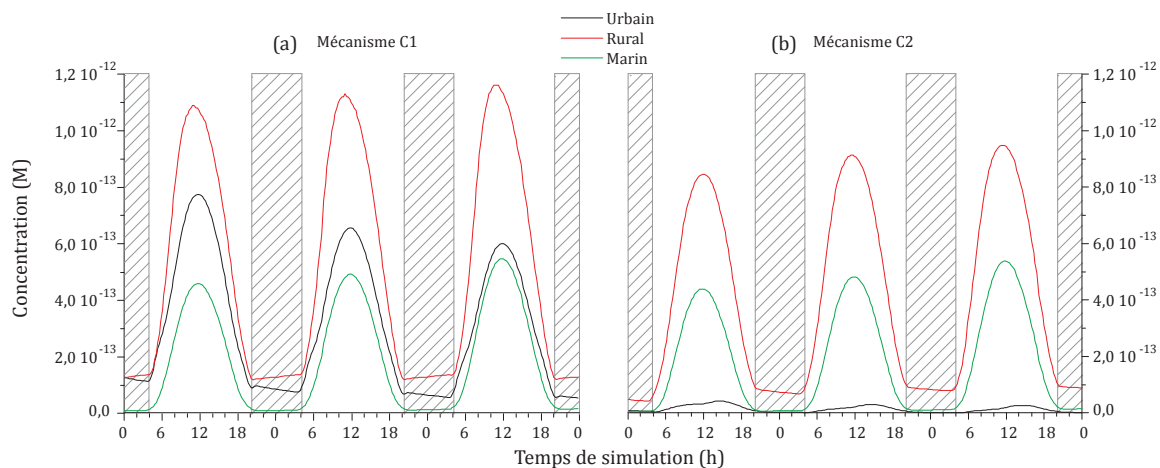 Urbain
Rural
Marin
(a) Mécanisme C1
(b) Mécanisme C2
Concentration (M)
1,2 10-12
1,0 10-12
8,0 10-13
6,0 10-13
4,0 10-13
2,0 10-13
0,0
1,2 10-12
1,0 10-12
8,0 10-13
6,0 10-13
4,0 10-13
2,0 10-13
0,0
0 6 12 18 0 6 12 18 0 6 12 18 0
0 6 12 18 0 6 12 18 0 6 12 18 0
Temps de simulation (h)